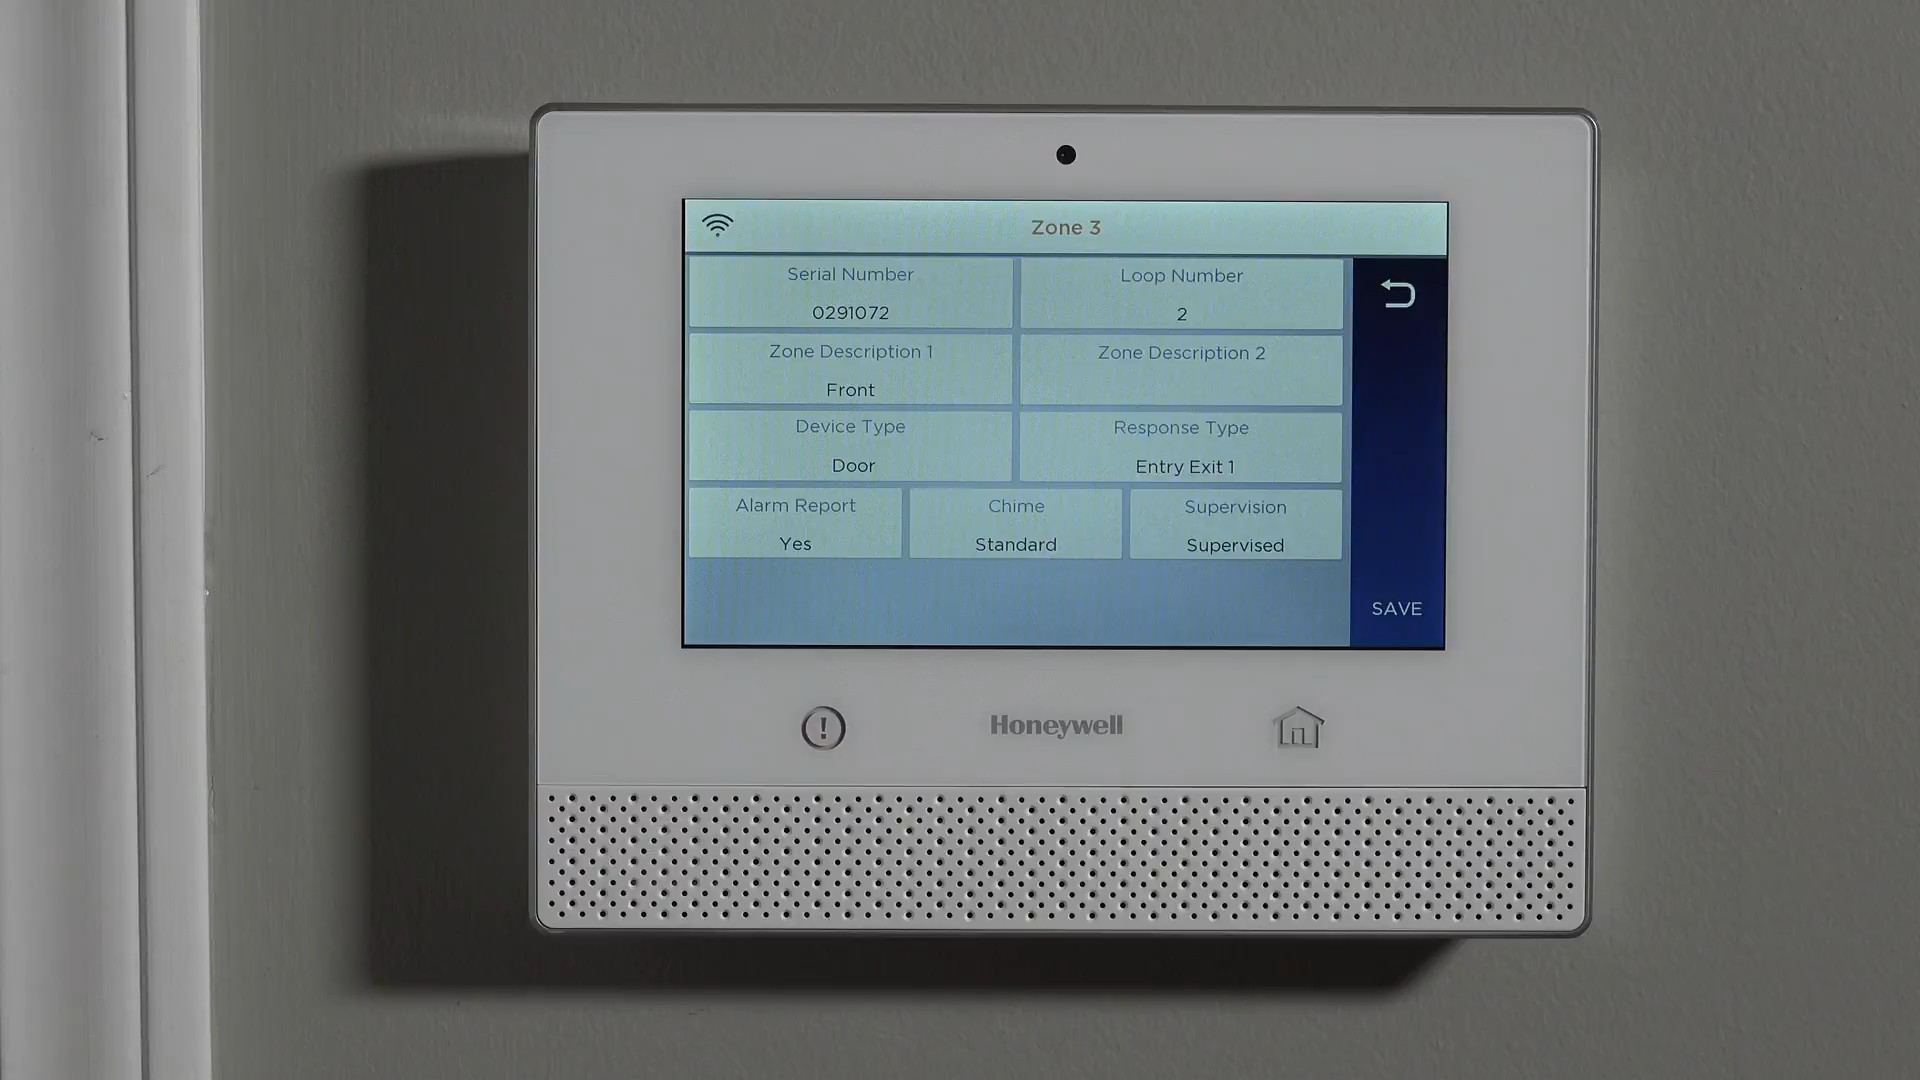 Zone 3
Serial Number
0291072
Loop Number
2
Zone Description 1
Front
Zone Description 2
Device Type
Door
Response Type
Entry Exit 1
Alarm Report
Yes
Chime
Standard
Supervision
Supervised
SAVE
Honeywell